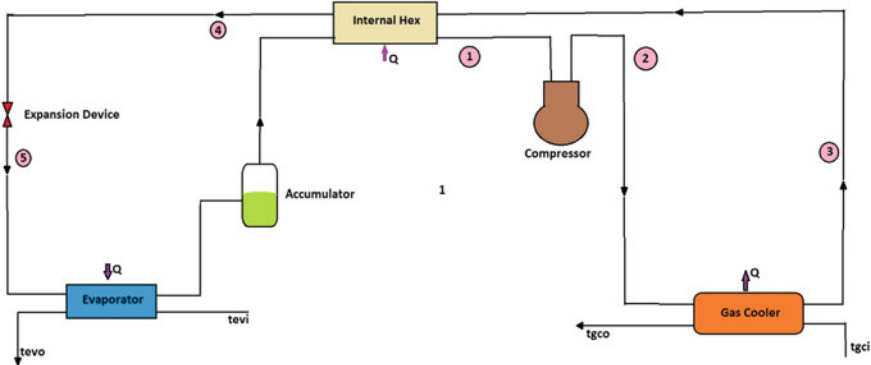 4
Internal Hex
Q
1
2
Expansion Device
Compressor
3
5
Accumulator
1
Q
Evaporator
tevi
tevo
Q
Gas Cooler
tgco
tgci